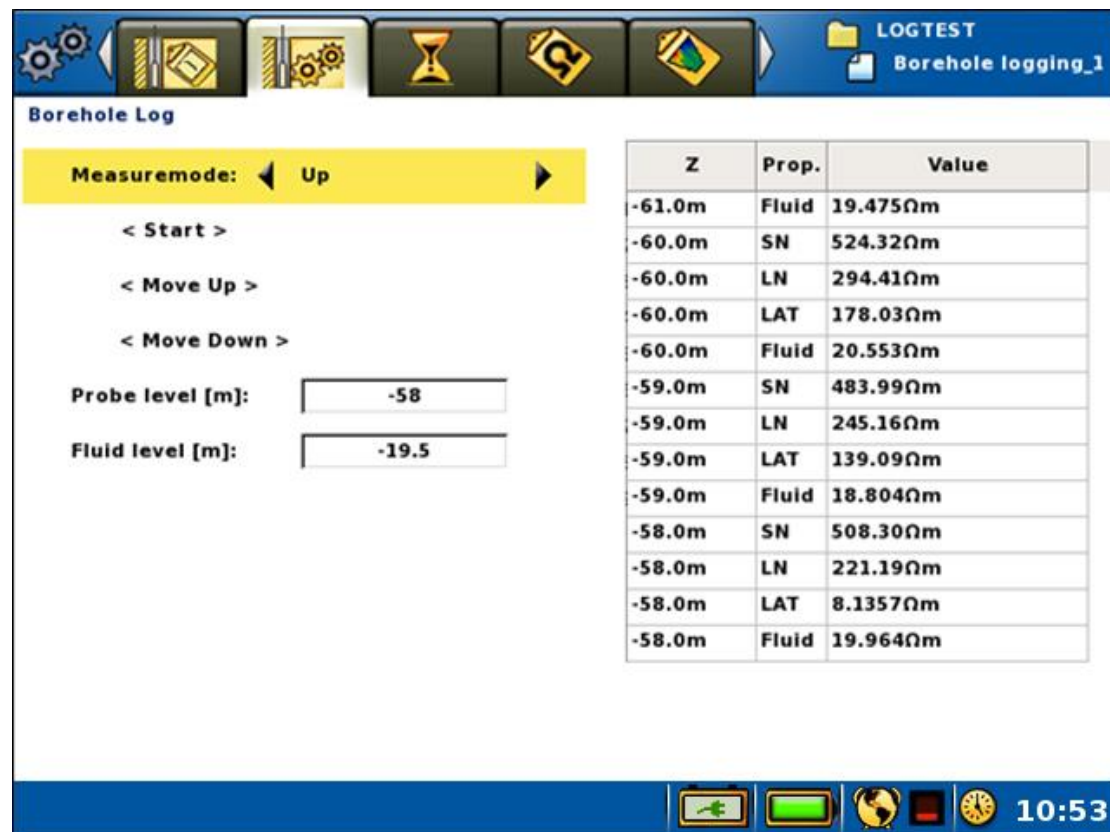 LOGTEST
Borehole logging_1
Borehole Log
Measuremode: Up
< Start >
< Move Up >
< Move Down >
Probe level [m]: -58
Fluid level [m]: -19.5
Z Prop. Value
-61.0m Fluid 19.475Ωm
-60.0m SN 524.32Ωm
-60.0m LN 294.41Ωm
-60.0m LAT 178.03Ωm
-60.0m Fluid 20.553Ωm
-59.0m SN 483.99Ωm
-59.0m LN 245.16Ωm
-59.0m LAT 139.09Ωm
-59.0m Fluid 18.804Ωm
-58.0m SN 508.30Ωm
-58.0m LN 221.19Ωm
-58.0m LAT 8.1357Ωm
-58.0m Fluid 19.964Ωm
10:53